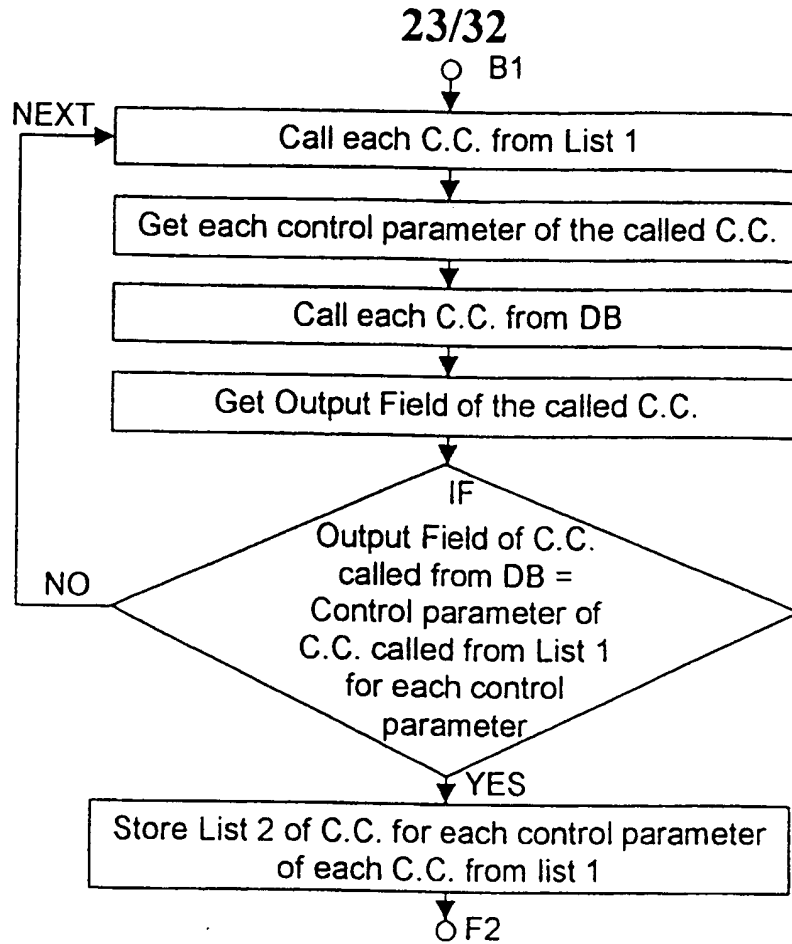 23/32
B1
NEXT
Call each C.C. from List 1
Get each control parameter of the called C.C.
Call each C.C. from DB
Get Output Field of the called C.C.
IF
Output Field of C.C.
called from DB =
Control parameter of
C.C. called from List 1
for each control
parameter
NO
YES
Store List 2 of C.C. for each control parameter
of each C.C. from list 1
F2